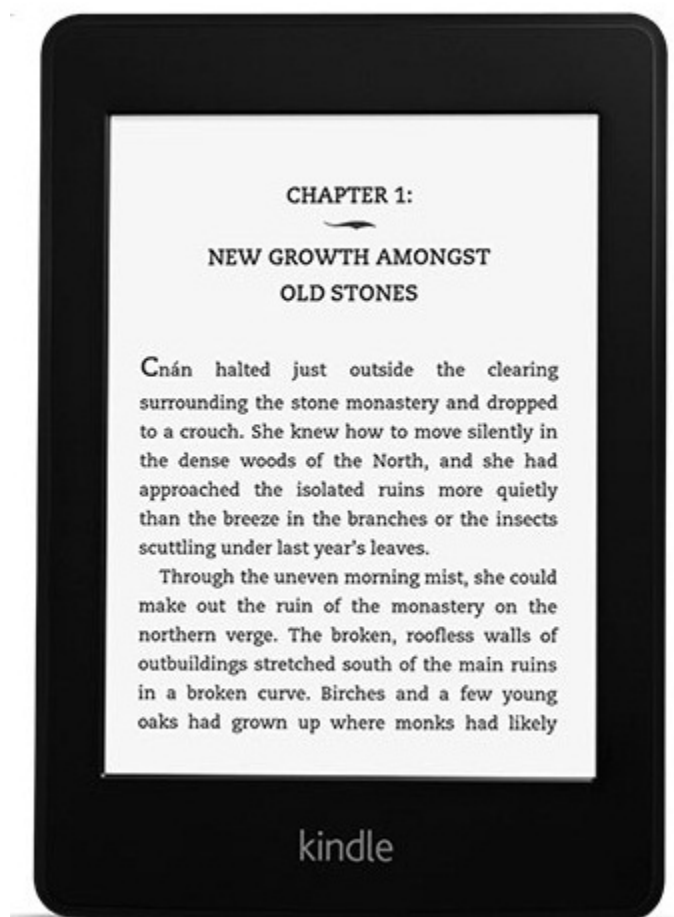 CHAPTER 1:
NEW GROWTH AMONGST
OLD STONES
Cnán halted just outside the clearing
surrounding the stone monastery and dropped
to a crouch. She knew how to move silently in
the dense woods of the North, and she had
approached the isolated ruins more quietly
than the breeze in the branches or the insects
scuttling under last year's leaves.
Through the uneven morning mist, she could
make out the ruin of the monastery on the
northern verge. The broken, roofless walls of
outbuildings stretched south of the main ruins
in a broken curve. Birches and a few young
oaks had grown up where monks had likely
kindle